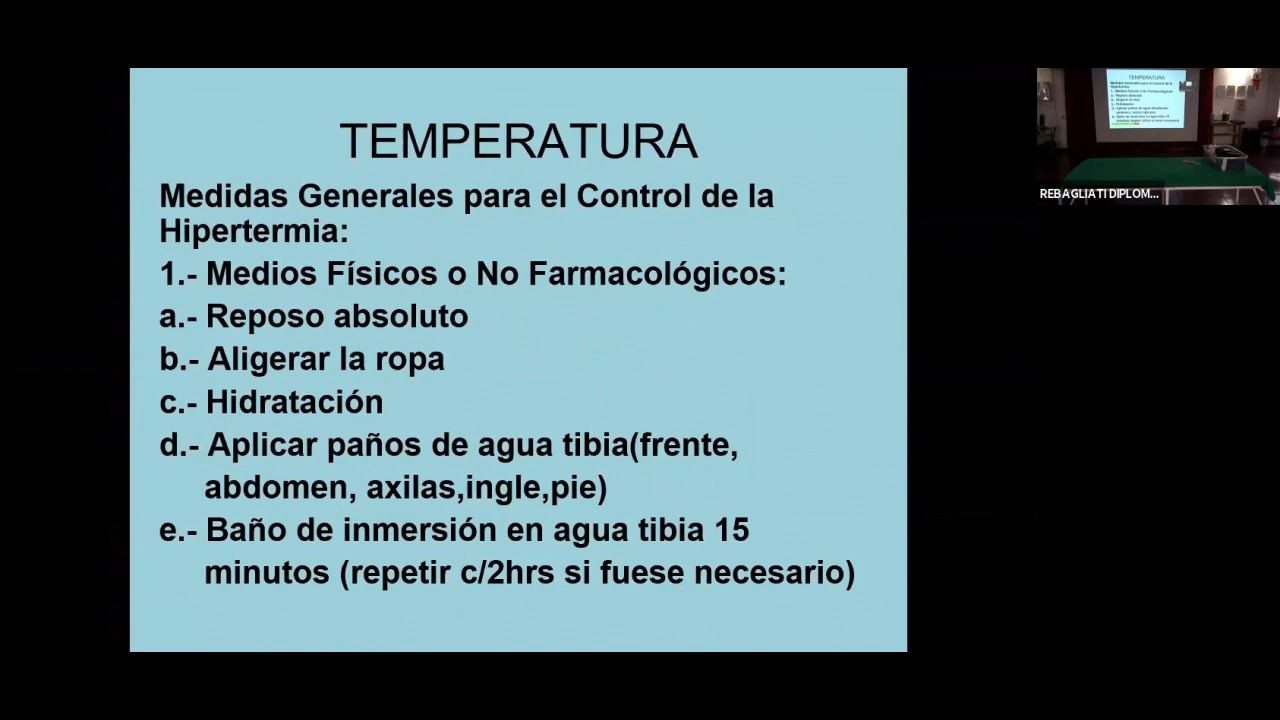 TEMPERATURA
Medidas Generales para el Control de la
Hipertermia:
1.- Medios Físicos o No Farmacológicos:
a.- Reposo absoluto
b.- Aligerar la ropa
c.- Hidratación
d.- Aplicar paños de agua tibia(frente,
abdomen, axilas,ingle,pie)
e.- Baño de inmersión en agua tibia 15
minutos (repetir c/2hrs si fuese necesario)
REBAGLIATI DIPLOM...